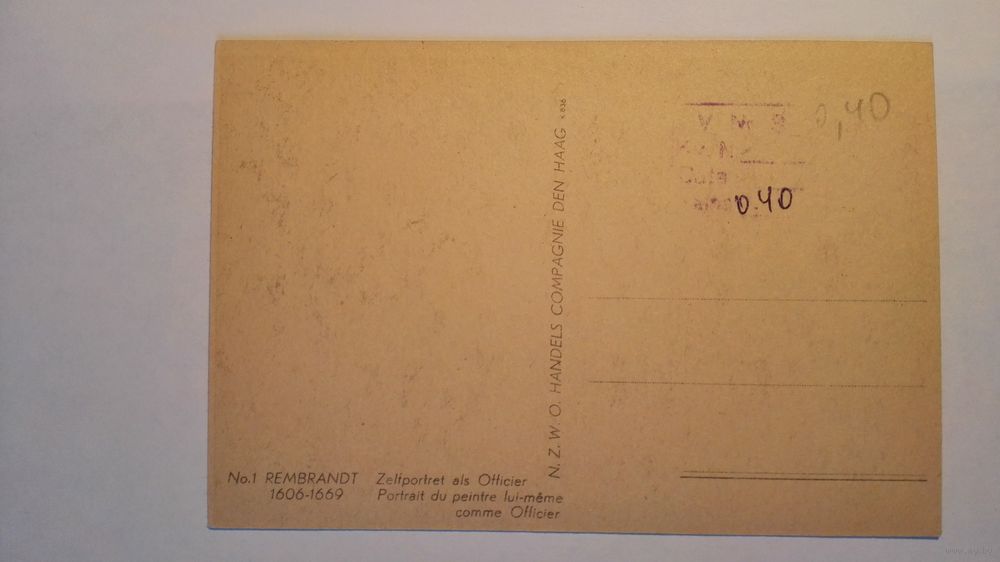 No.1 REMBRANDT Zelfportret als Officier
1606-1669 Portrait du peintre lui-même
comme Officier
N. Z. W. O. HANDELS COMPAGNIE DEN HAAG K 836
0,40
0.40